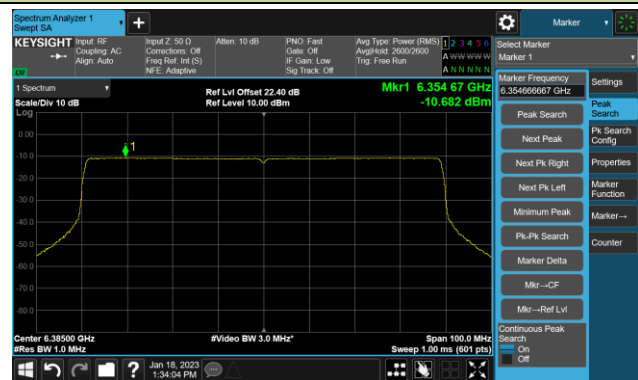 Spectrum Analyzer 1
Swept SA
Marker
KEYSIGHT
Input: RF
Coupling: AC
Align: Auto
Input Z: 50 Ω
Corrections: Off
Freq Ref: Int (S)
NFE: Adaptive
Atten: 10 dB
PNO: Fast
Gate: Off
IF Gain: Low
Sig Track: Off
Avg Type: Power (RMS)
Avg|Hold: 2600/2600
Trig: Free Run
1 2 3 4 5 6
A W W W W W
A N N N N N
LW
Select Marker
Marker 1
1 Spectrum
Scale/Div 10 dB
Log
Ref Lvl Offset 22.40 dB
Ref Level 10.00 dBm
Mkr1 6.354 67 GHz
-10.682 dBm
Marker Frequency
6.354666667 GHz
Peak Search
Next Peak
Next Pk Right
Next Pk Left
Minimum Peak
Pk-Pk Search
Marker Delta
Mkr→CF
Mkr→Ref Lvl
Continuous Peak
Search
On
Off
Settings
Peak
Search
Pk Search
Config
Properties
Marker
Function
Marker→
Counter
1
0.00
-10.0
-20.0
-30.0
-40.0
-50.0
-60.0
-70.0
-80.0
Center 6.38500 GHz
#Res BW 1.0 MHz
#Video BW 3.0 MHz*
Span 100.0 MHz
Sweep 1.00 ms (601 pts)
Jan 18, 2023
1:34:04 PM